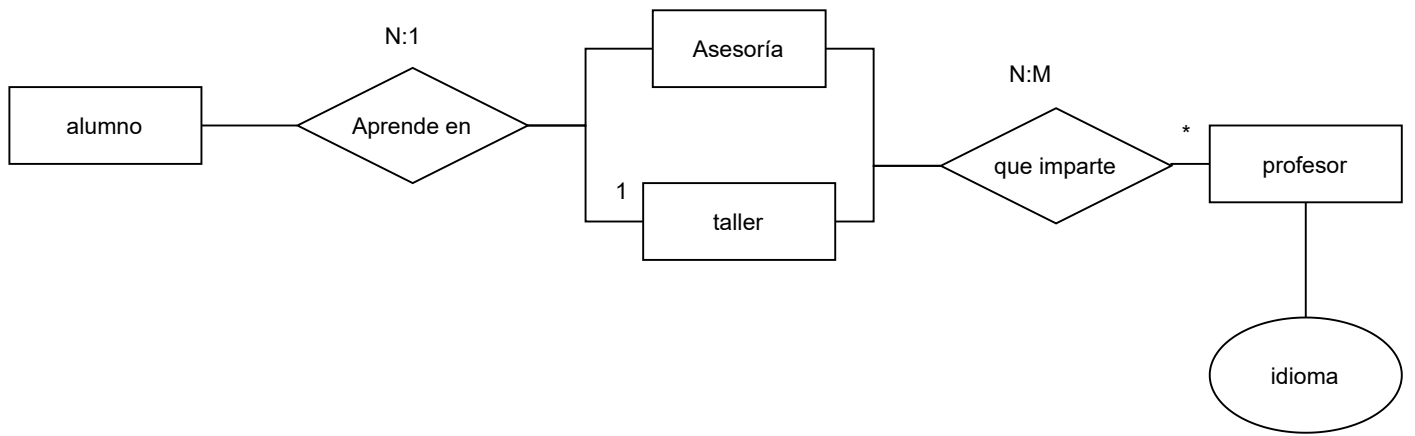 N:1
Asesoría
N:M
alumno
Aprende en
*
que imparte
profesor
1
taller
idioma